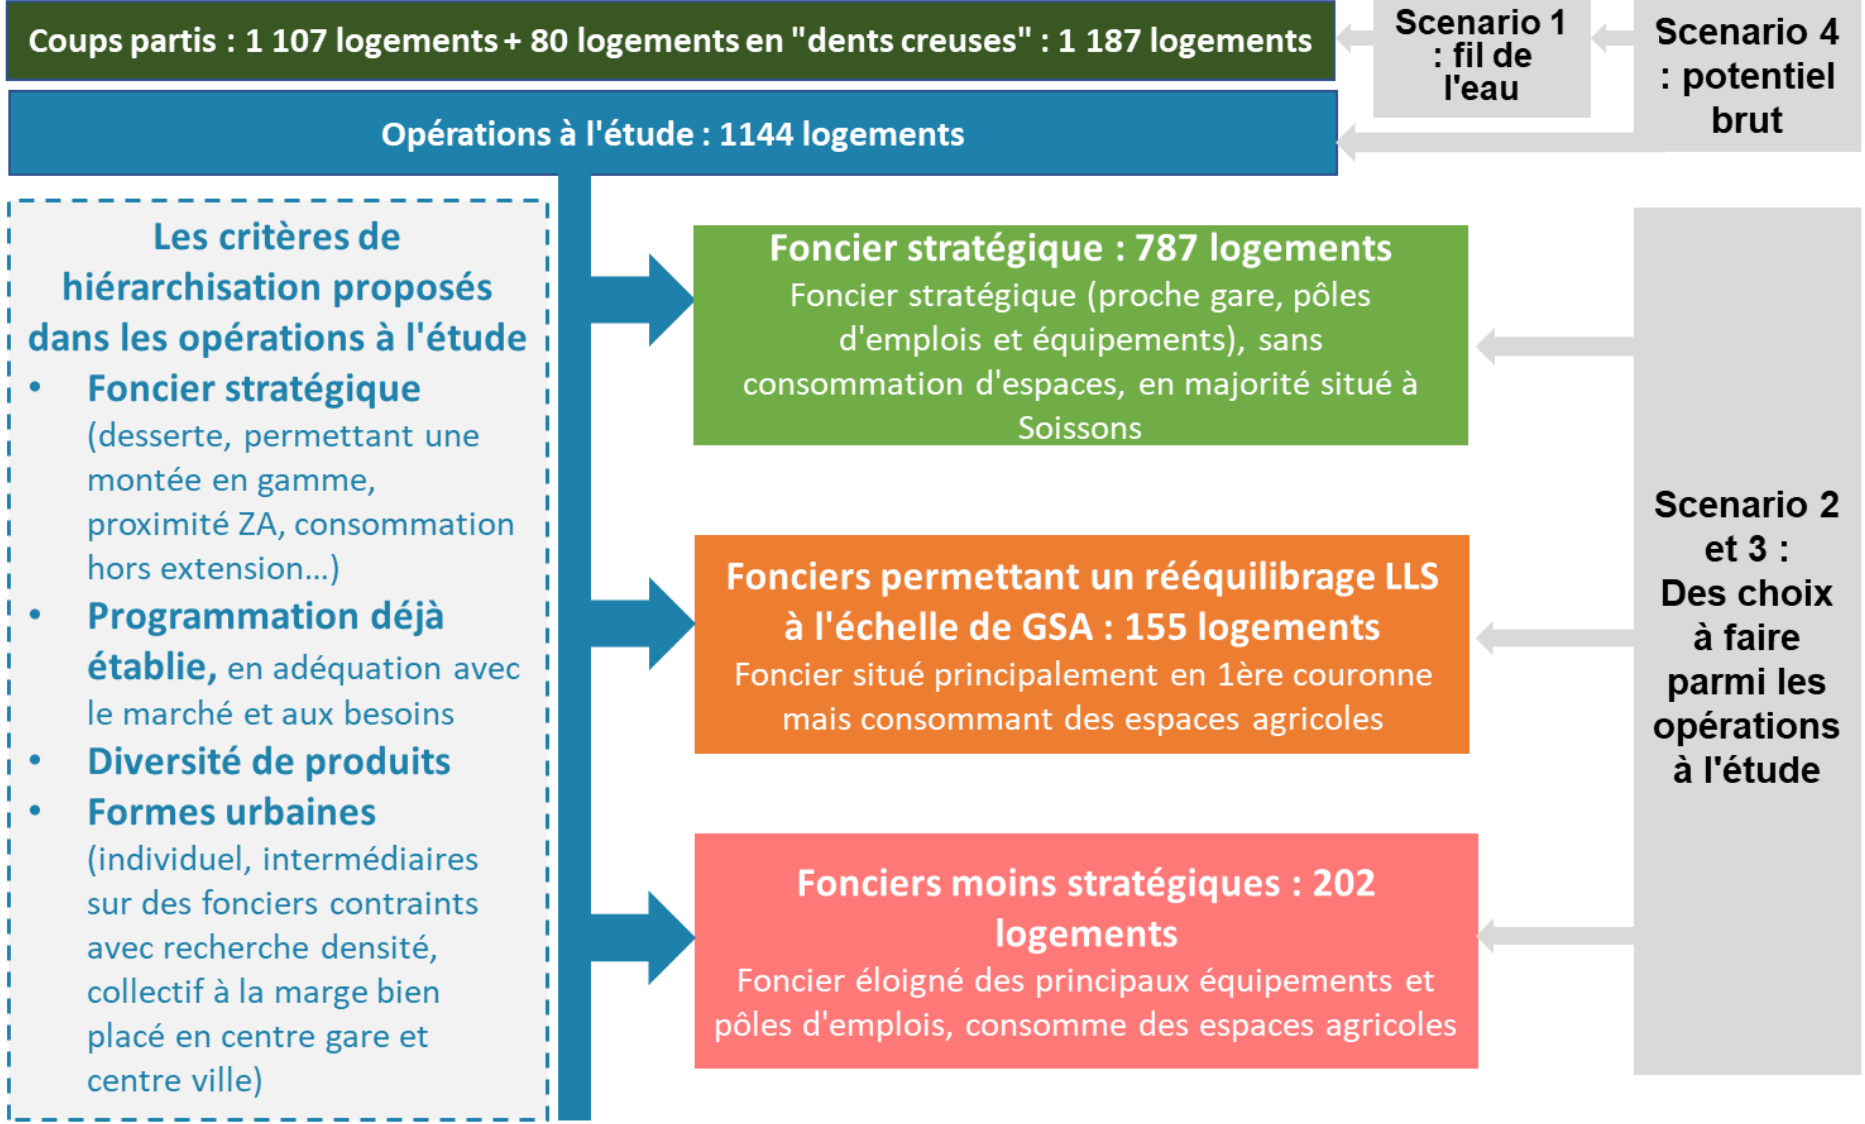 Coups partis : 1 107 logements + 80 logements en "dents creuses" : 1 187 logements
Scenario 1
: fil de
l'eau
Scenario 4
: potentiel
brut
Opérations à l'étude : 1144 logements
Les critères de
hiérarchisation proposés
dans les opérations à l'étude
• Foncier stratégique
(desserte, permettant une
montée en gamme,
proximité ZA, consommation
hors extension...)
• Programmation déjà
établie, en adéquation avec
le marché et aux besoins
• Diversité de produits
• Formes urbaines
(individuel, intermédiaires
sur des fonciers contraints
avec recherche densité,
collectif à la marge bien
placé en centre gare et
centre ville)
Foncier stratégique : 787 logements
Foncier stratégique (proche gare, pôles
d'emplois et équipements), sans
consommation d'espaces, en majorité situé à
Soissons
Fonciers permettant un rééquilibrage LLS
à l'échelle de GSA : 155 logements
Foncier situé principalement en 1ère couronne
mais consommant des espaces agricoles
Fonciers moins stratégiques : 202
logements
Foncier éloigné des principaux équipements et
pôles d'emplois, consomme des espaces agricoles
Scenario 2
et 3 :
Des choix
à faire
parmi les
opérations
à l'étude